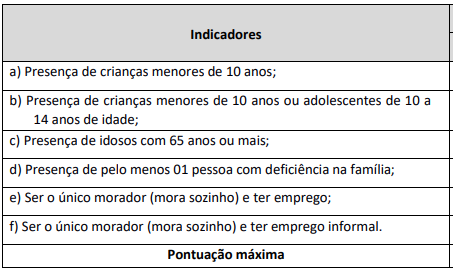 Indicadores
a) Presença de crianças menores de 10 anos;
b) Presença de crianças menores de 10 anos ou adolescentes de 10 a
14 anos de idade;
c) Presença de idosos com 65 anos ou mais;
d) Presença de pelo menos 01 pessoa com deficiência na família;
e) Ser o único morador (mora sozinho) e ter emprego;
f) Ser o único morador (mora sozinho) e ter emprego informal.
Pontuação máxima